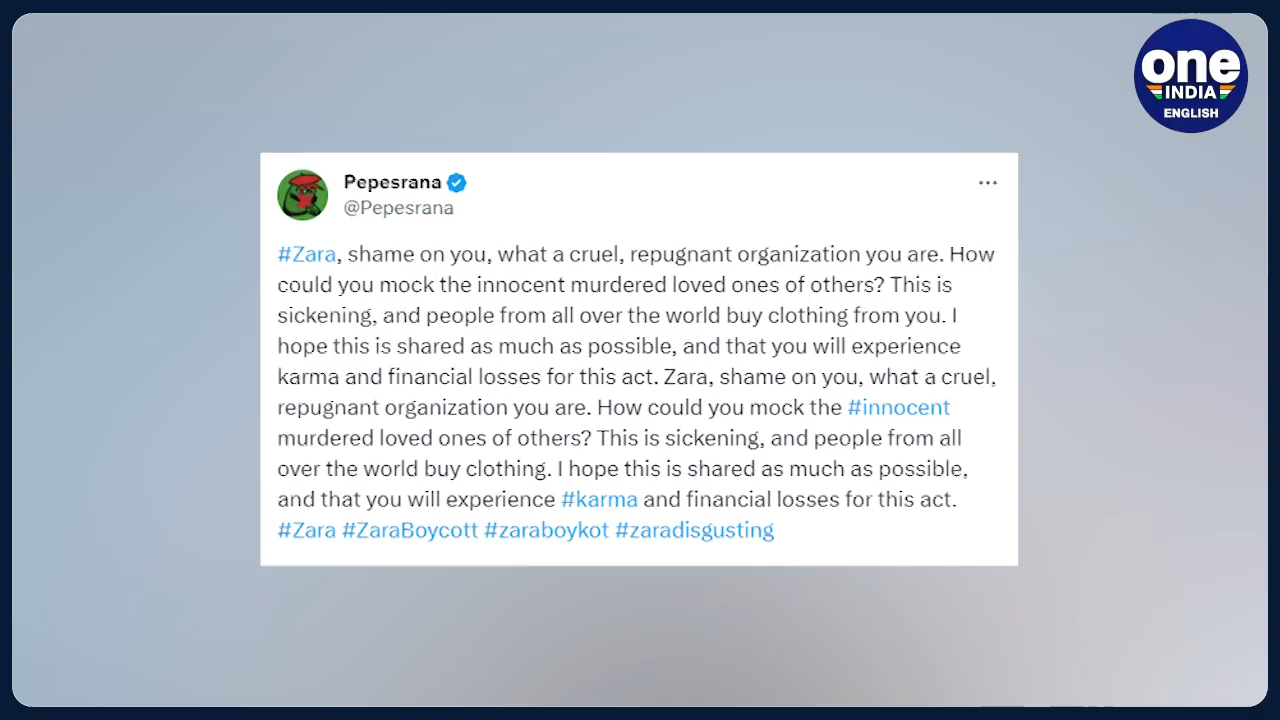 one
INDIA
ENGLISH
Pepesrana
@Pepesrana
#Zara, shame on you, what a cruel, repugnant organization you are. How
could you mock the innocent murdered loved ones of others? This is
sickening, and people from all over the world buy clothing from you. I
hope this is shared as much as possible, and that you will experience
karma and financial losses for this act. Zara, shame on you, what a cruel,
repugnant organization you are. How could you mock the #innocent
murdered loved ones of others? This is sickening, and people from all
over the world buy clothing. I hope this is shared as much as possible,
and that you will experience #karma and financial losses for this act.
#Zara #ZaraBoycott #zaraboykot #zaradisgusting